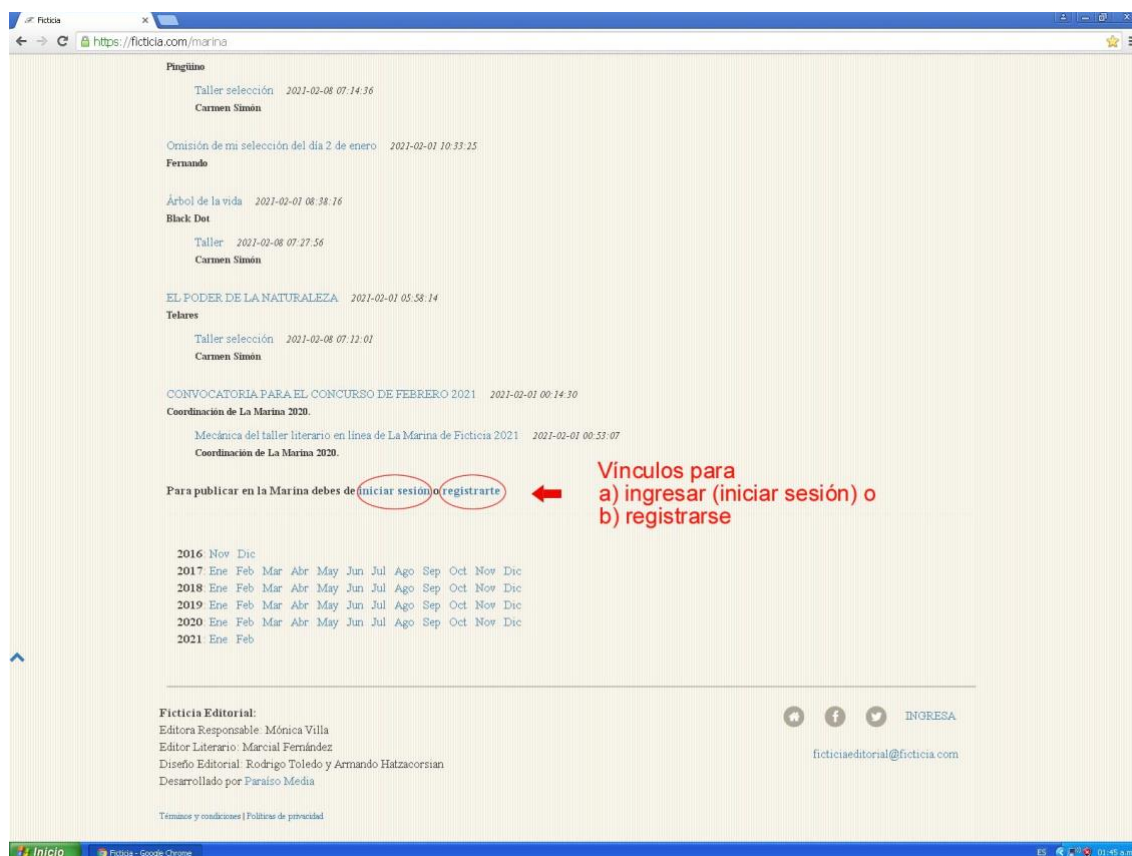 Ficticia
https://ficticia.com/marina
Pingüino
Taller selección 2021-02-08 07:14:36
Carmen Simón
Omisión de mi selección del día 2 de enero 2021-02-01 10:33:25
Fernando
Árbol de la vida 2021-02-01 08:38:16
Black Dot
Taller 2021-02-08 07:27:56
Carmen Simón
EL PODER DE LA NATURALEZA 2021-02-01 05:58:14
Telares
Taller selección 2021-02-08 07:12:01
Carmen Simón
CONVOCATORIA PARA EL CONCURSO DE FEBRERO 2021 2021-02-01 00:14:30
Coordinación de La Marina 2020.
Mecánica del taller literario en línea de La Marina de Ficticia 2021 2021-02-01 00:53:07
Coordinación de La Marina 2020.
Para publicar en la Marina debes de iniciar sesión o registrarte
Vínculos para
a) ingresar (iniciar sesión) o
b) registrarse
2016: Nov Dic
2017: Ene Feb Mar Abr May Jun Jul Ago Sep Oct Nov Dic
2018: Ene Feb Mar Abr May Jun Jul Ago Sep Oct Nov Dic
2019: Ene Feb Mar Abr May Jun Jul Ago Sep Oct Nov Dic
2020: Ene Feb Mar Abr May Jun Jul Ago Sep Oct Nov Dic
2021: Ene Feb
Ficticia Editorial:
Editora Responsable: Mónica Villa
Editor Literario: Marcial Fernández
Diseño Editorial: Rodrigo Toledo y Armando Hatzacorsian
Desarrollado por Paraíso Media
INGRESA
ficticiaeditorial@ficticia.com
Términos y condiciones | Políticas de privacidad
Inicio
Ficticia - Google Chrome
ES
01:45 a.m.